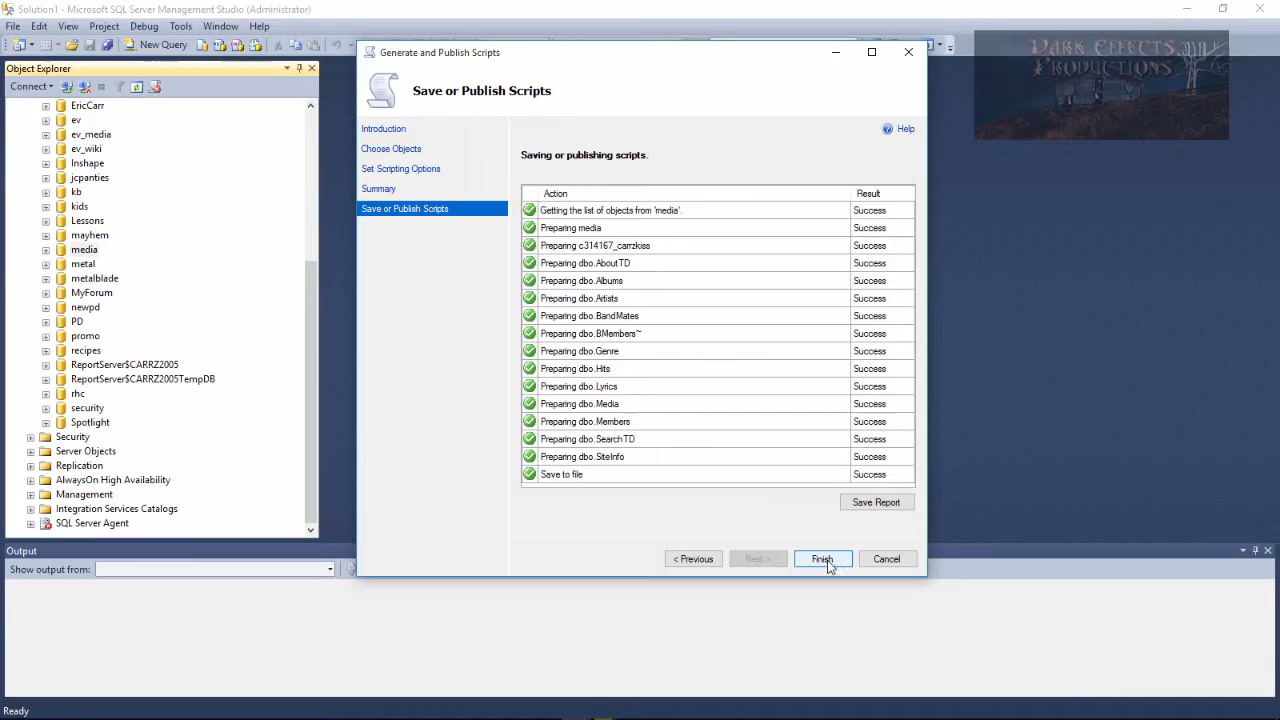 Solution1 - Microsoft SQL Server Management Studio (Administrator)
File Edit View Project Debug Tools Window Help
New Query
Object Explorer
Connect
EricCarr
ev
ev_media
ev_wiki
Inshape
jcpanties
kb
kids
Lessons
mayhem
media
metal
metalblade
MyForum
newpd
PD
promo
recipes
ReportServer$CARRZ2005
ReportServer$CARRZ2005TempDB
rhc
security
Spotlight
Security
Server Objects
Replication
AlwaysOn High Availability
Management
Integration Services Catalogs
SQL Server Agent
Generate and Publish Scripts
Save or Publish Scripts
Introduction
Choose Objects
Set Scripting Options
Summary
Save or Publish Scripts
Help
Saving or publishing scripts.
Action Result
Getting the list of objects from 'media'. Success
Preparing media Success
Preparing c314167_carrzkiss Success
Preparing dbo.AboutTD Success
Preparing dbo.Albums Success
Preparing dbo.Artists Success
Preparing dbo.BandMates Success
Preparing dbo.BMembers~ Success
Preparing dbo.Genre Success
Preparing dbo.Hits Success
Preparing dbo.Lyrics Success
Preparing dbo.Media Success
Preparing dbo.Members Success
Preparing dbo.SearchTD Success
Preparing dbo.SiteInfo Success
Save to file Success
Save Report
< Previous Next > Finish Cancel
DARK EFFECTS
PRODUCTIONS
Output
Show output from:
Ready